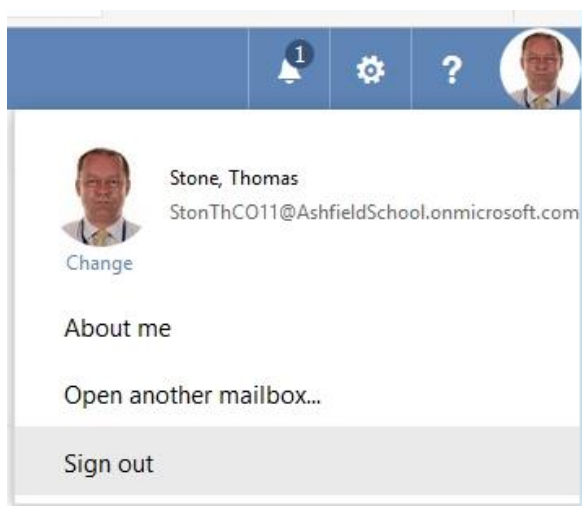 1
?
Stone, Thomas
StonThCO11@AshfieldSchool.onmicrosoft.com
Change
About me
Open another mailbox...
Sign out